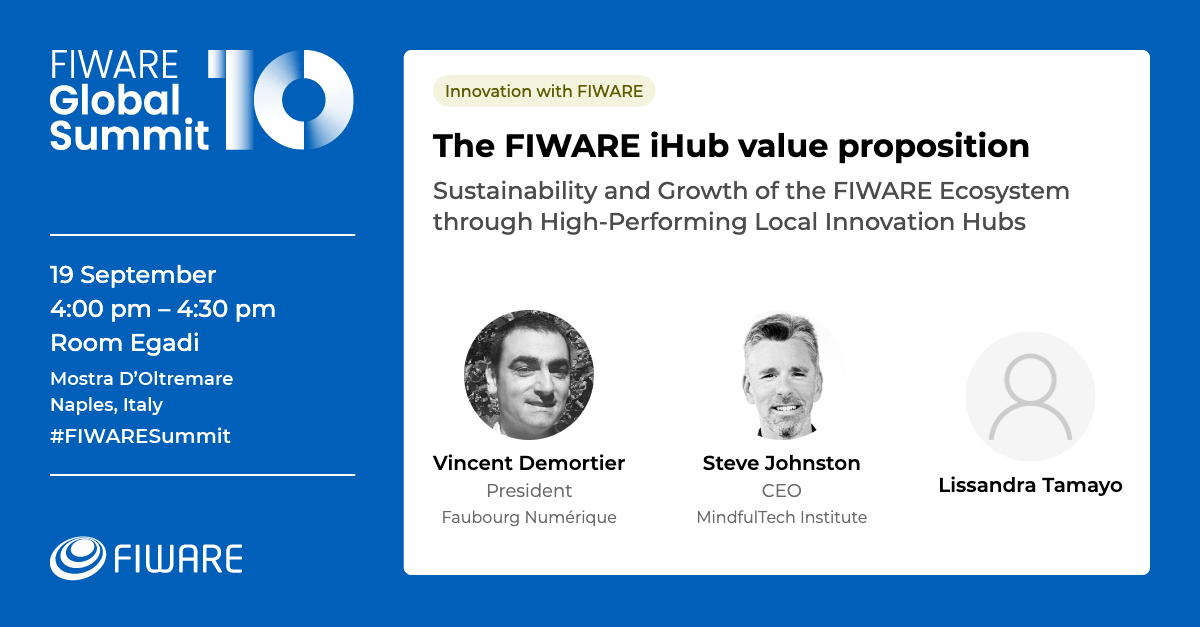 FIWARE
Global
Summit
10
19 September
4:00 pm – 4:30 pm
Room Egadi
Mostra D’Oltremare
Naples, Italy
#FIWARESummit
FIWARE
Innovation with FIWARE
The FIWARE iHub value proposition
Sustainability and Growth of the FIWARE Ecosystem
through High-Performing Local Innovation Hubs
Vincent Demortier
President
Faubourg Numérique
Steve Johnston
CEO
MindfulTech Institute
Lissandra Tamayo